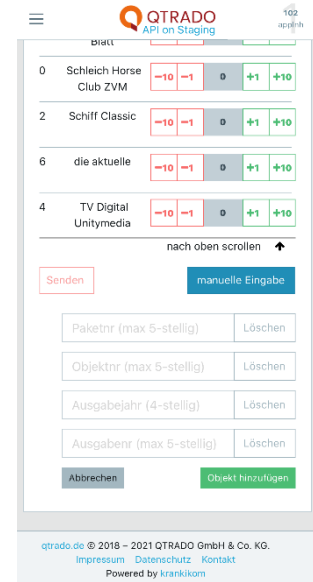 QTRADO
API on Staging
102
appinh
Blatt
0 Schleich Horse Club ZVM −10 −1 0 +1 +10
2 Schiff Classic −10 −1 0 +1 +10
6 die aktuelle −10 −1 0 +1 +10
4 TV Digital Unitymedia −10 −1 0 +1 +10
nach oben scrollen ↑
Senden manuelle Eingabe
Paketnr (max 5-stellig) Löschen
Objektnr (max 5-stellig) Löschen
Ausgabejahr (4-stellig) Löschen
Ausgabenr (max 5-stellig) Löschen
Abbrechen Objekt hinzufügen
qtrado.de © 2018 – 2021 QTRADO GmbH & Co. KG.
Impressum Datenschutz Kontakt
Powered by krankikom